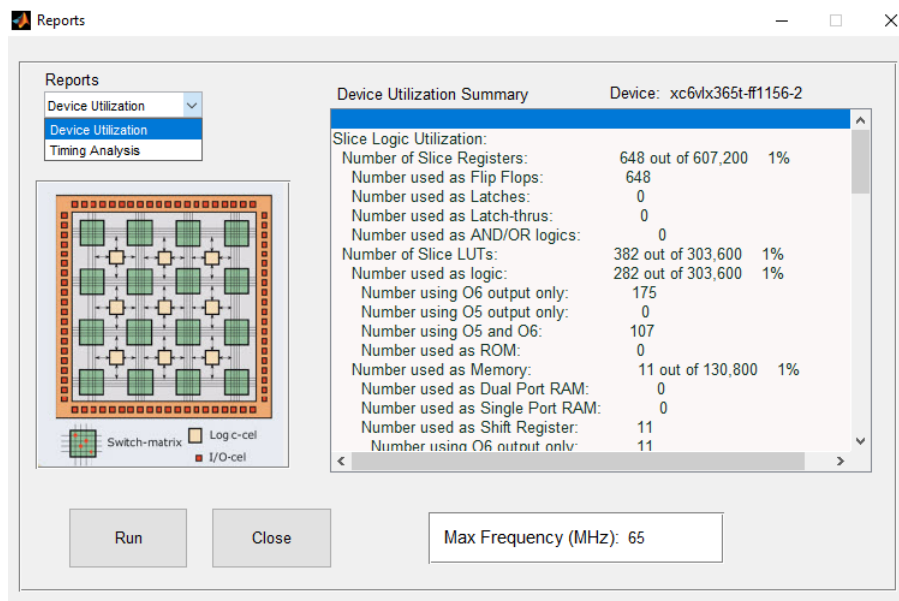 Reports
Reports
Device Utilization
Device Utilization
Timing Analysis
Device Utilization Summary Device: xc6vlx365t-ff1156-2
Slice Logic Utilization:
Number of Slice Registers: 648 out of 607,200 1%
Number used as Flip Flops: 648
Number used as Latches: 0
Number used as Latch-thrus: 0
Number used as AND/OR logics: 0
Number of Slice LUTs: 382 out of 303,600 1%
Number used as logic: 282 out of 303,600 1%
Number using O6 output only: 175
Number using O5 output only: 0
Number using O5 and O6: 107
Number used as ROM: 0
Number used as Memory: 11 out of 130,800 1%
Number used as Dual Port RAM: 0
Number used as Single Port RAM: 0
Number used as Shift Register: 11
Number using O6 output only: 11
Switch-matrix
Log c-cel
I/O-cel
Run
Close
Max Frequency (MHz): 65